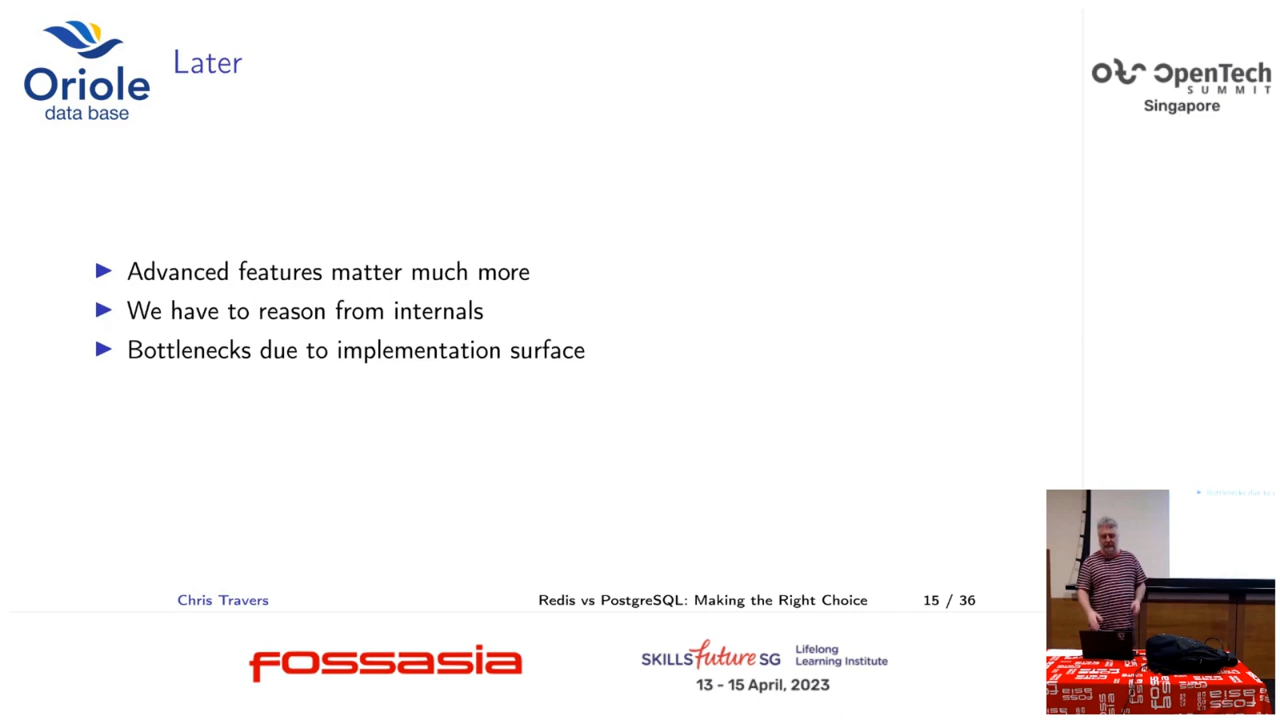 Oriole
data base
Later
OpenTech
SUMMIT
Singapore
▶ Advanced features matter much more
▶ We have to reason from internals
▶ Bottlenecks due to implementation surface
Chris Travers
Redis vs PostgreSQL: Making the Right Choice
15 / 36
FOSSASIA
SKILLS future SG
Lifelong
Learning Institute
13 - 15 April, 2023